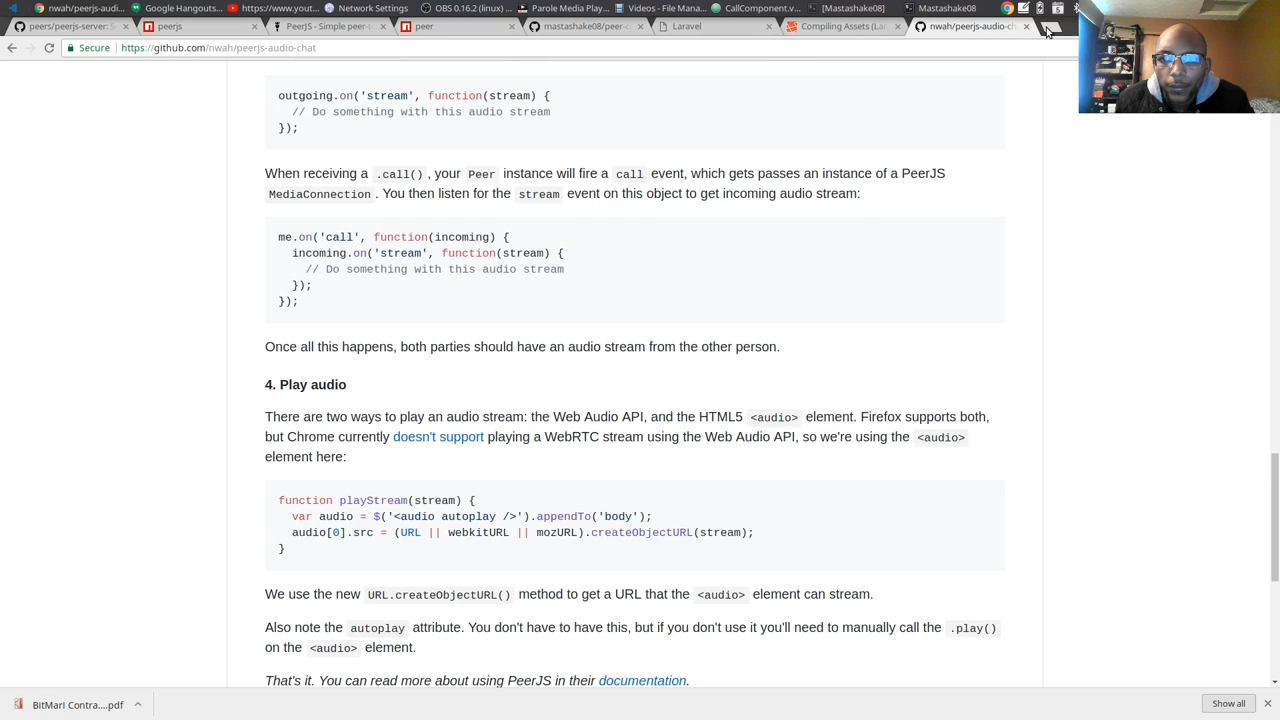 nwah/peerjs-audi
Google Hangouts
https://www.yout
Network Settings
OBS 0.16.2 (linux)
Parole Media Play...
Videos - File Mana...
CallComponent.v...
[Mastashake08]
Mastashake08
peers/peerjs-server: S
peerjs
PeerJS - Simple peer-
peer
mastashake08/peer-c
Laravel
Compiling Assets (Lar
nwah/peerjs-audio-ch
Secure
https://github.com/nwah/peerjs-audio-chat
outgoing.on('stream', function(stream) {
// Do something with this audio stream
});
When receiving a .call(), your Peer instance will fire a call event, which gets passes an instance of a PeerJS
MediaConnection. You then listen for the stream event on this object to get incoming audio stream:
me.on('call', function(incoming) {
incoming.on('stream', function(stream) {
// Do something with this audio stream
});
});
Once all this happens, both parties should have an audio stream from the other person.
4. Play audio
There are two ways to play an audio stream: the Web Audio API, and the HTML5 <audio> element. Firefox supports both,
but Chrome currently doesn't support playing a WebRTC stream using the Web Audio API, so we're using the <audio>
element here:
function playStream(stream) {
var audio = $('<audio autoplay />').appendTo('body');
audio[0].src = (URL || webkitURL || mozURL).createObjectURL(stream);
}
We use the new URL.createObjectURL() method to get a URL that the <audio> element can stream.
Also note the autoplay attribute. You don't have to have this, but if you don't use it you'll need to manually call the .play()
on the <audio> element.
That's it. You can read more about using PeerJS in their documentation.
BitMari Contra....pdf
Show all